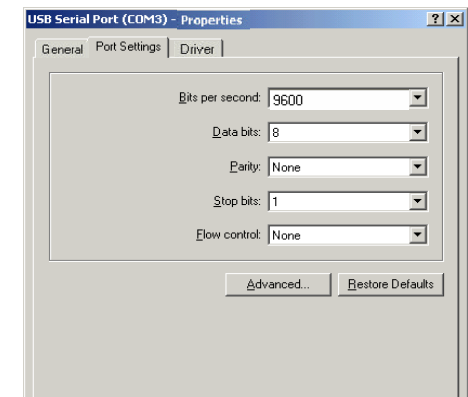 USB Serial Port (COM3) - Properties
General Port Settings Driver
Bits per second: 9600
Data bits: 8
Parity: None
Stop bits: 1
Flow control: None
Advanced... Restore Defaults